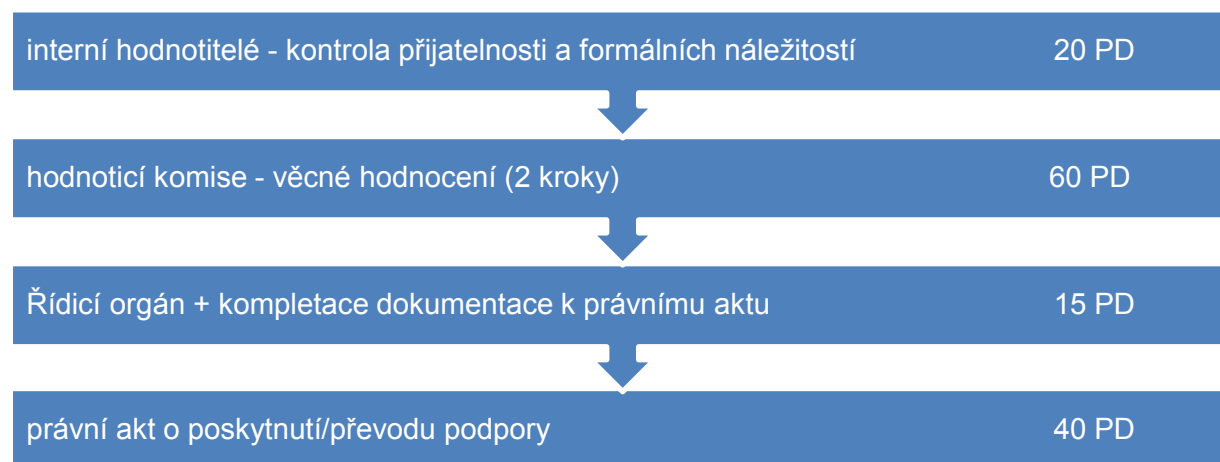 interní hodnotitelé - kontrola přijatelnosti a formálních náležitostí 20 PD
hodnoticí komise - věcné hodnocení (2 kroky) 60 PD
Řídicí orgán + kompletace dokumentace k právnímu aktu 15 PD
právní akt o poskytnutí/převodu podpory 40 PD